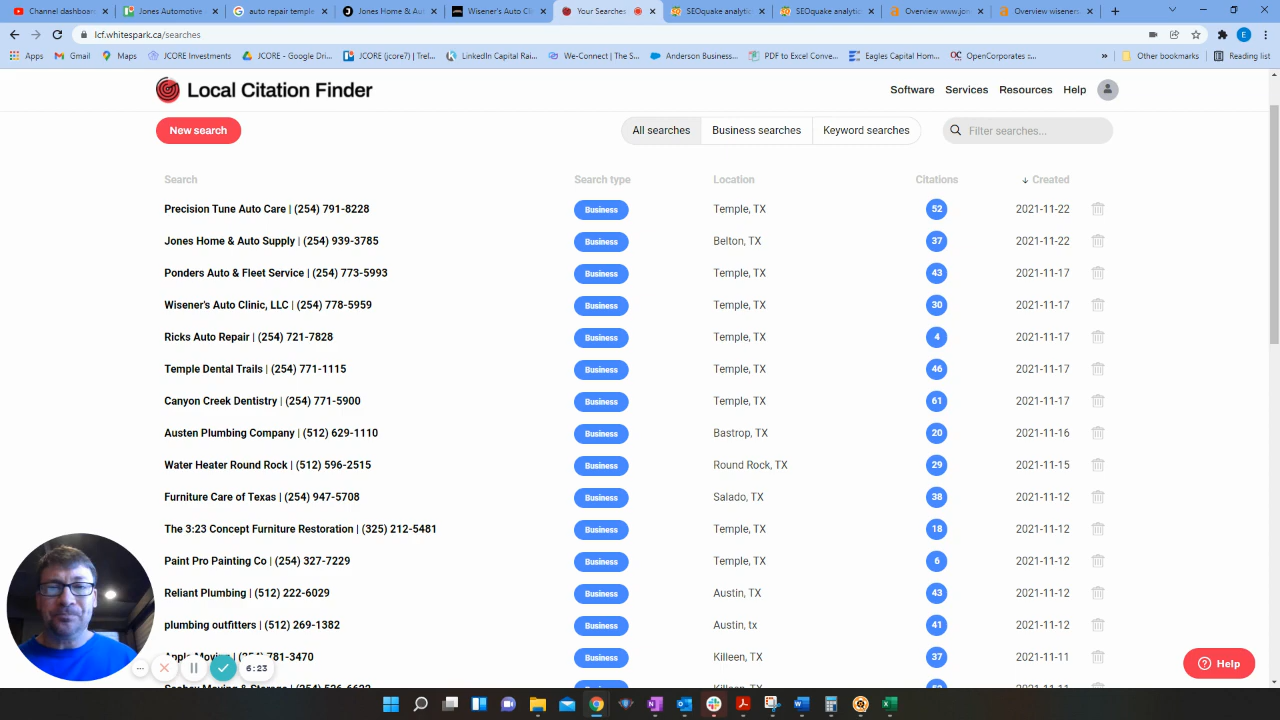 Channel dashboard
Jones Automotive
auto repair temple
Jones Home & Aut
Wisener's Auto Cli
Your Searches
SEOquake analytic
SEOquake analytic
Overview www.jon
Overview wiseners
lcf.whitespark.ca/searches
E
Apps
Gmail
Maps
JCORE KG & Assoc
JCORE - Google Dri...
JCORE (jcore7) | Trel...
LinkedIn Capital Rai...
We-Connect | The S...
Anderson Business...
PDF to Excel Conve...
Eagles Capital Hom...
OpenCorporates ::...
Other bookmarks
Reading list
Local Citation Finder
Software
Services
Resources
Help
New search
All searches
Business searches
Keyword searches
Filter searches...
Search Search type Location Citations Created
Precision Tune Auto Care | (254) 791-8228 Business Temple, TX 52 2021-11-22
Jones Home & Auto Supply | (254) 939-3785 Business Belton, TX 37 2021-11-22
Ponders Auto & Fleet Service | (254) 773-5993 Business Temple, TX 43 2021-11-17
Wisener's Auto Clinic, LLC | (254) 778-5959 Business Temple, TX 30 2021-11-17
Ricks Auto Repair | (254) 721-7828 Business Temple, TX 4 2021-11-17
Temple Dental Trails | (254) 771-1115 Business Temple, TX 46 2021-11-17
Canyon Creek Dentistry | (254) 771-5900 Business Temple, TX 61 2021-11-17
Austen Plumbing Company | (512) 629-1110 Business Bastrop, TX 20 2021-11-16
Water Heater Round Rock | (512) 596-2515 Business Round Rock, TX 29 2021-11-15
Furniture Care of Texas | (254) 947-5708 Business Salado, TX 38 2021-11-12
The 3:23 Concept Furniture Restoration | (325) 212-5481 Business Temple, TX 18 2021-11-12
Paint Pro Painting Co | (254) 327-7229 Business Temple, TX 6 2021-11-12
Reliant Plumbing | (512) 222-6029 Business Austin, TX 43 2021-11-12
plumbing outfitters | (512) 269-1382 Business Austin, tx 41 2021-11-12
Apple Moving 781-3470 Business Killeen, TX 37 2021-11-11
6:23
Help